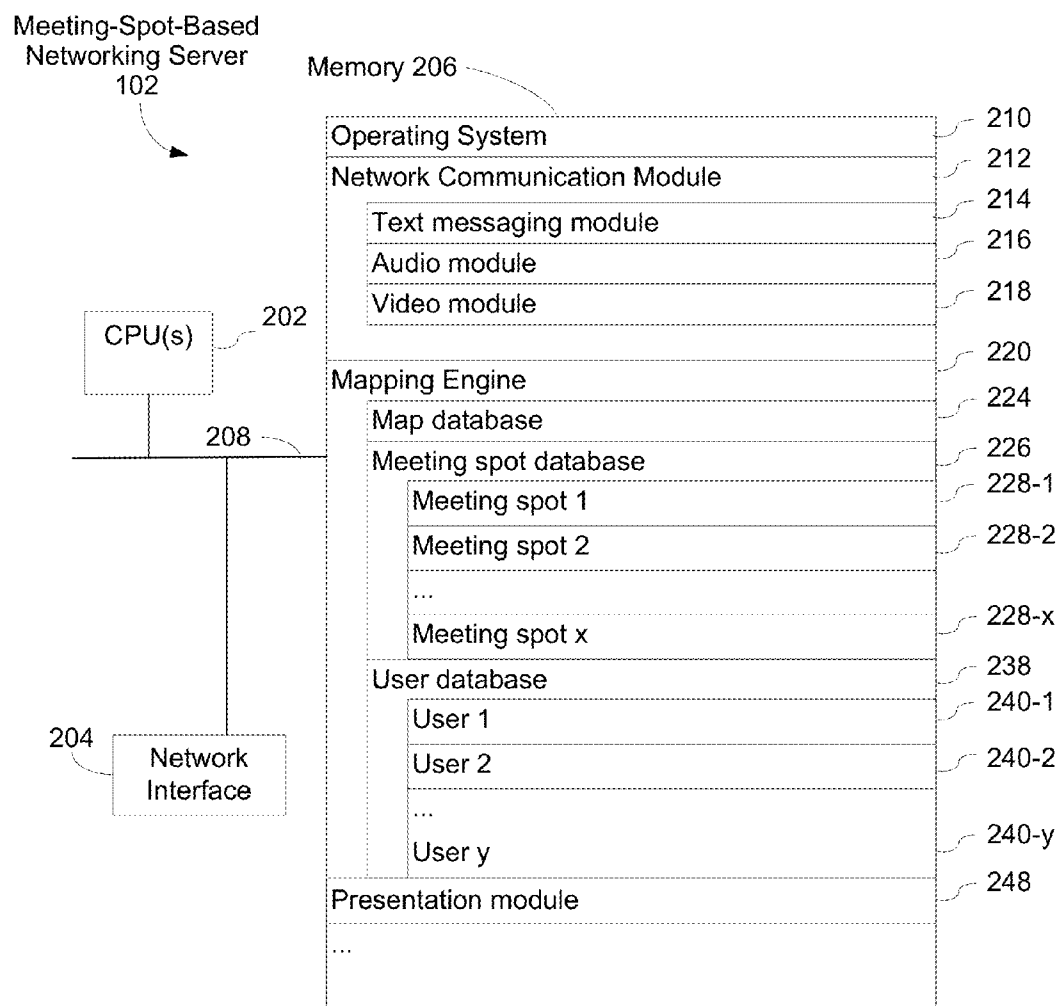 Meeting-Spot-Based
Networking Server
102
Memory 206
Operating System
210
Network Communication Module
212
Text messaging module
214
Audio module
216
Video module
218
CPU(s)
202
Mapping Engine
220
Map database
224
208
Meeting spot database
226
Meeting spot 1
228-1
Meeting spot 2
228-2
...
Meeting spot x
228-x
User database
238
User 1
240-1
204
Network
Interface
User 2
240-2
...
User y
240-y
Presentation module
248
...